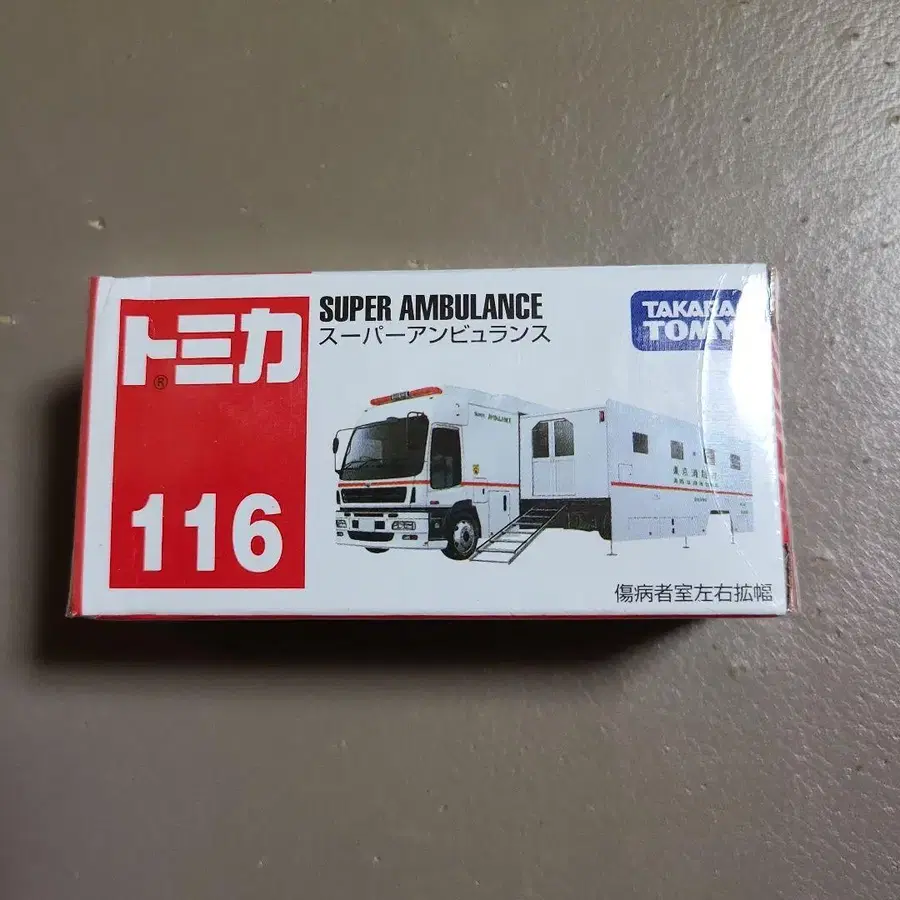 トミカ
®
116
SUPER AMBULANCE
スーパーアンビュランス
TAKARA
TOMY
傷病者室左右拡幅